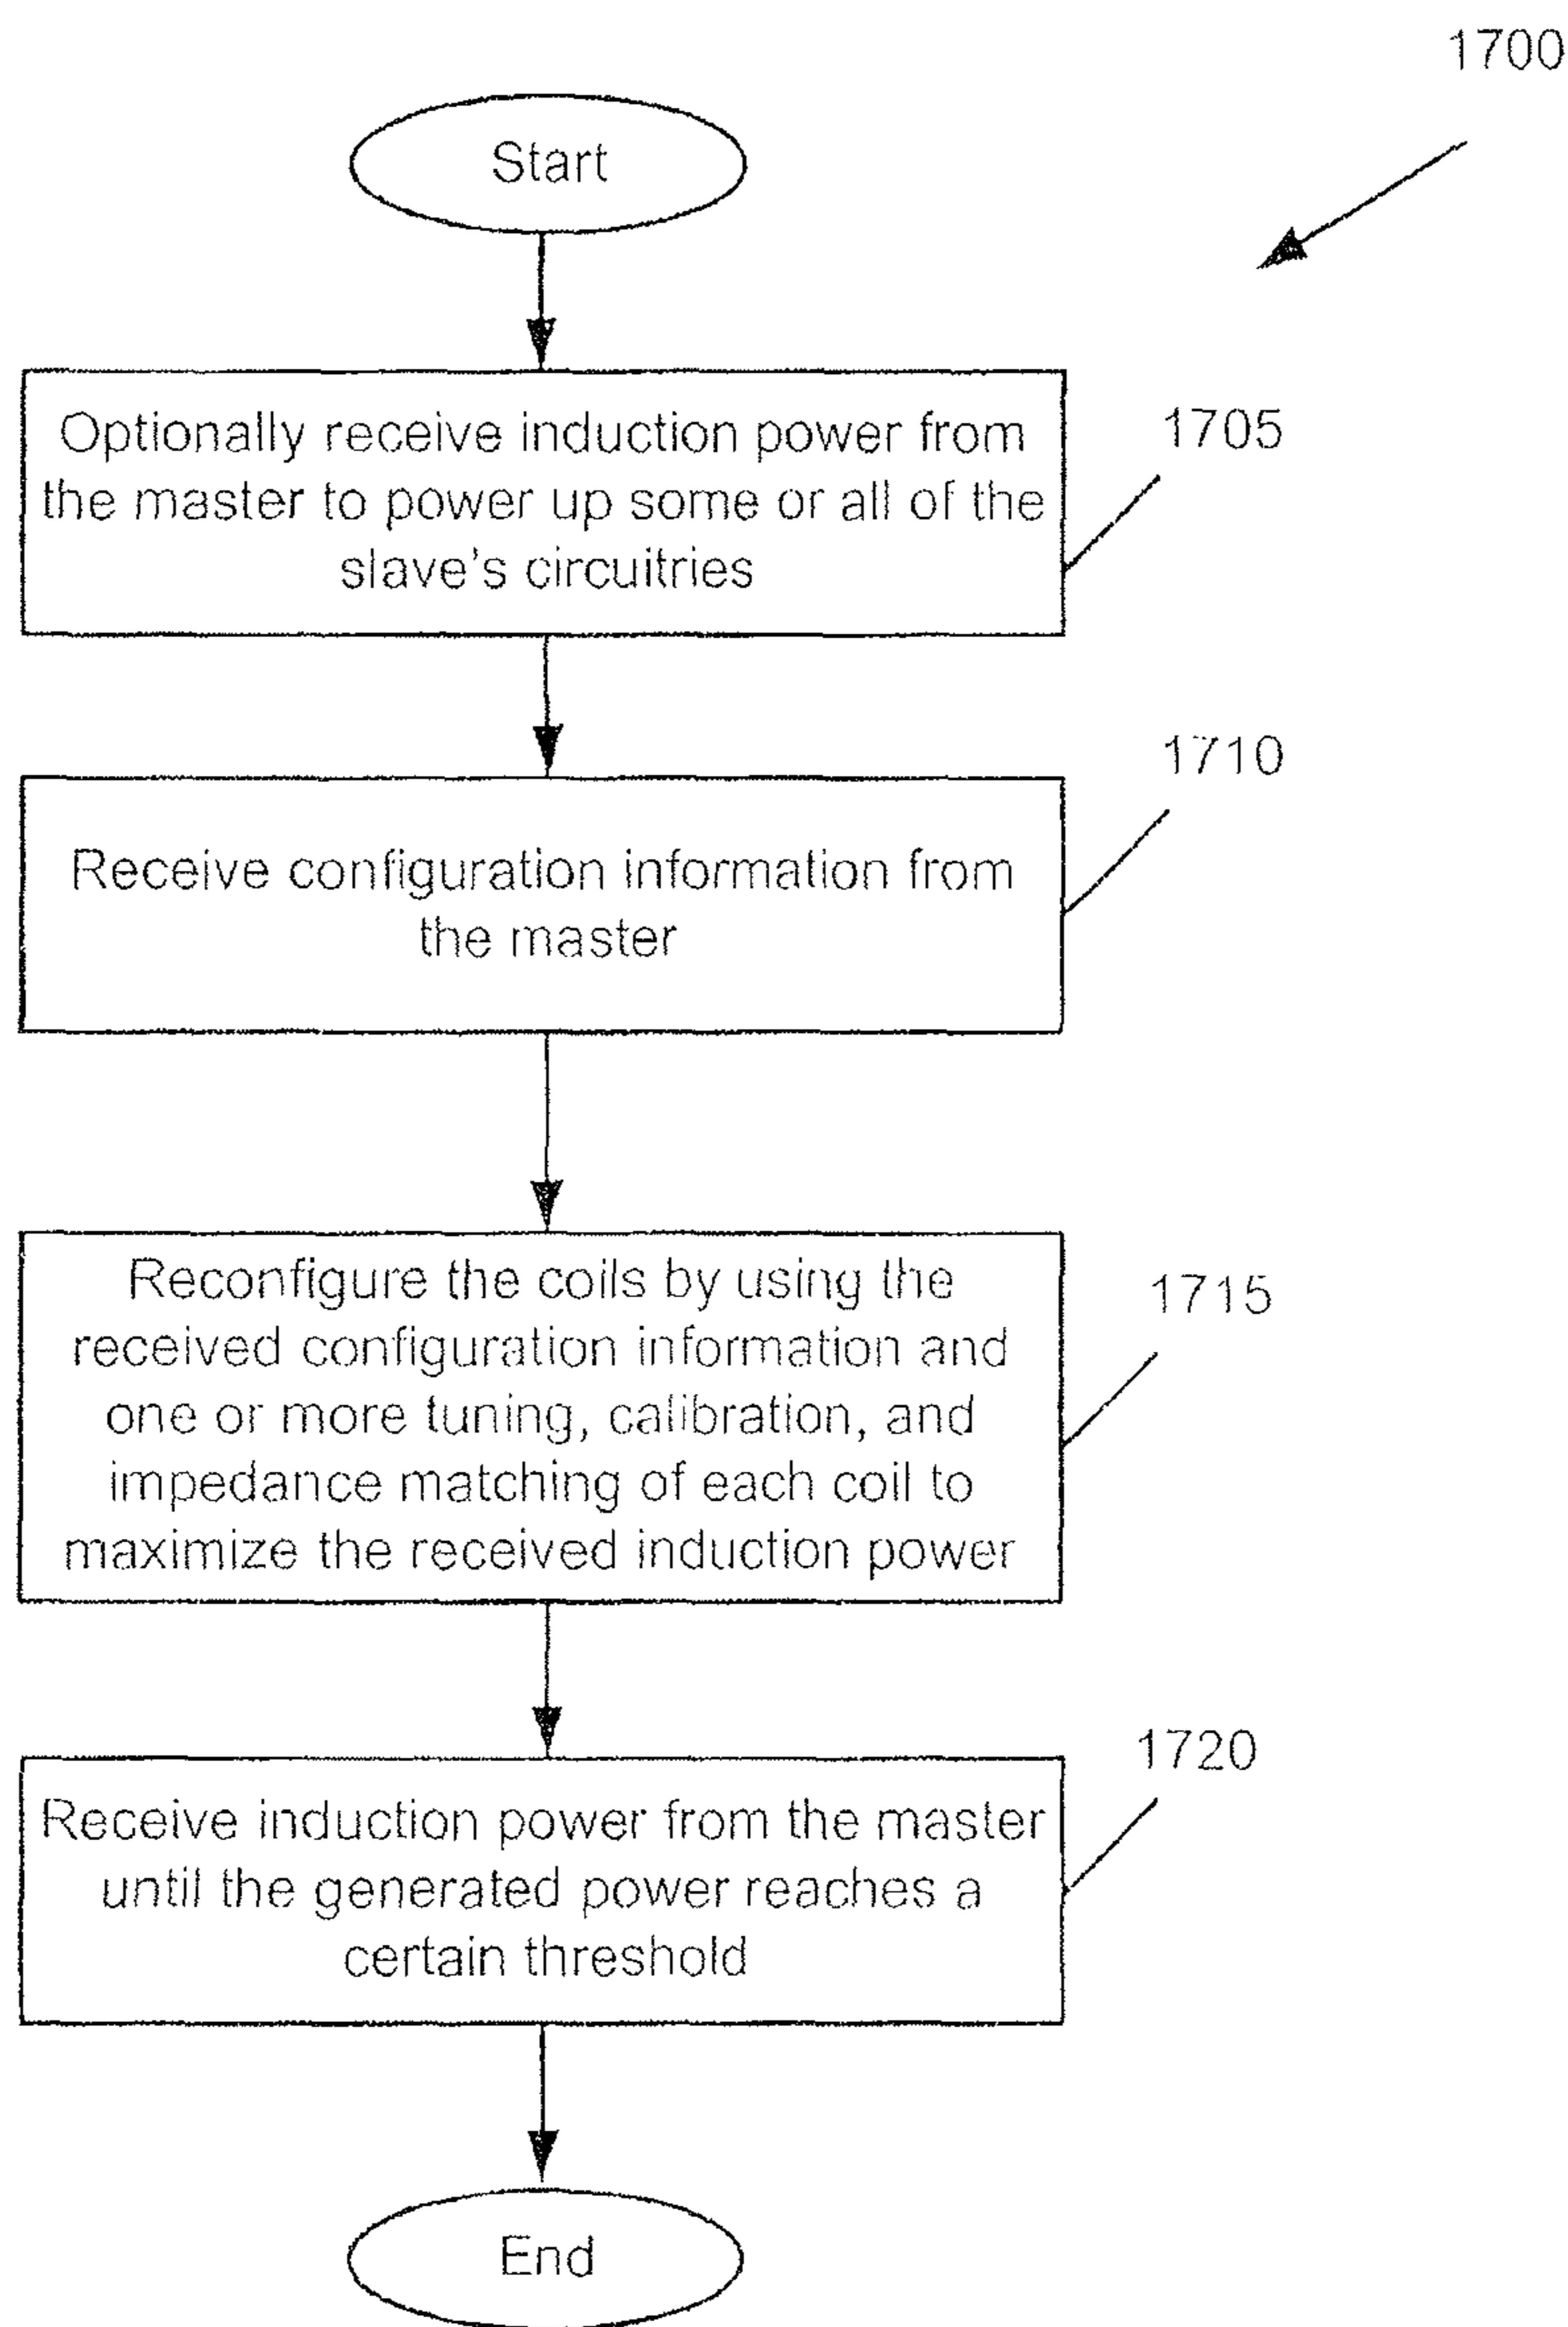 1700
Start
Optionally receive induction power from
the master to power up some or all of the
slave's circuitries
1705
Receive configuration information from
the master
1710
Reconfigure the coils by using the
received configuration information and
one or more tuning, calibration, and
impedance matching of each coil to
maximize the received induction power
1715
Receive induction power from the master
until the generated power reaches a
certain threshold
1720
End